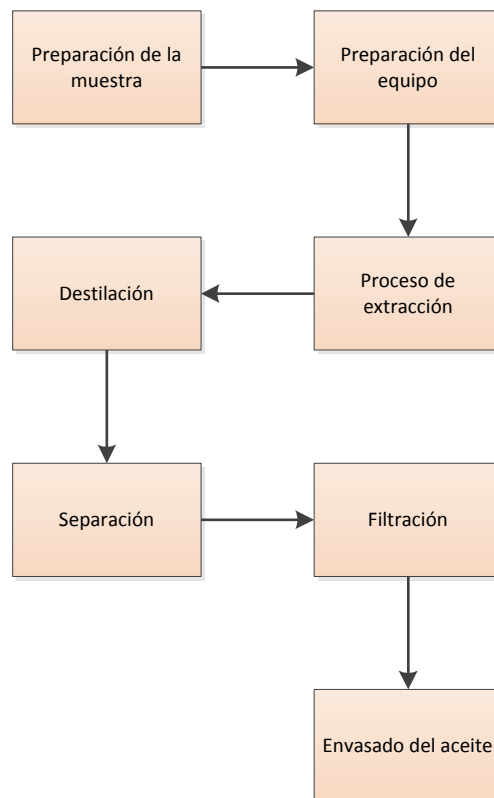 Preparación de la
muestra
Preparación del
equipo
Proceso de
extracción
Destilación
Separación
Filtración
Envasado del aceite